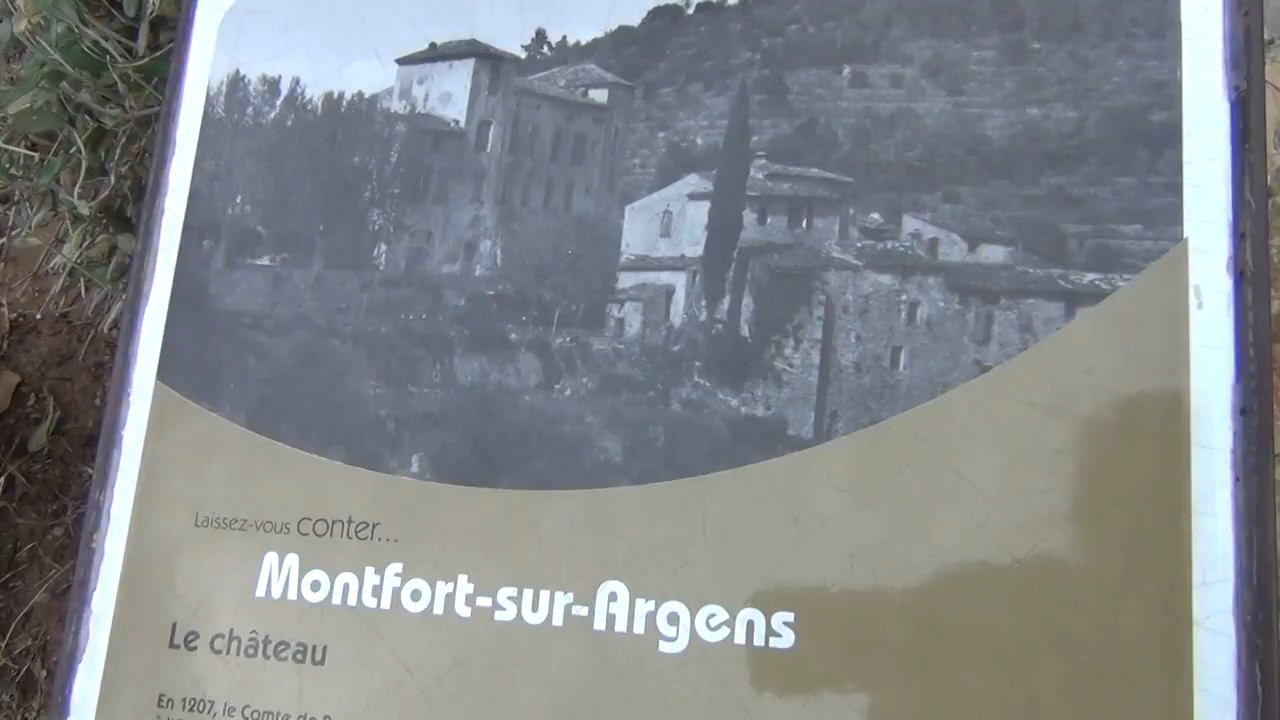 Laissez-vous conter...
Montfort-sur-Argens
Le château
En 1207, le Comte de